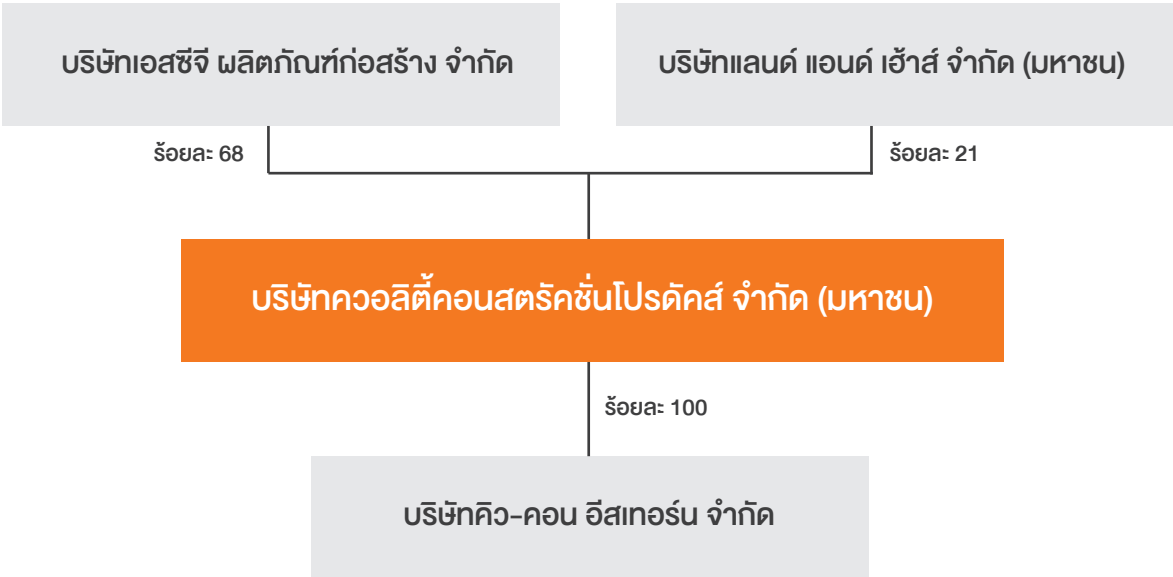 บริษัทเอสซีจี ผลิตภัณฑ์ก่อสร้าง จำกัด
บริษัทแลนด์ แอนด์ เฮ้าส์ จำกัด (มหาชน)
ร้อยละ 68
ร้อยละ 21
บริษัทควอลิตี้คอนสตรัคชั่นโปรดัคส์ จำกัด (มหาชน)
ร้อยละ 100
บริษัทคิว-คอน อีสเทอร์น จำกัด